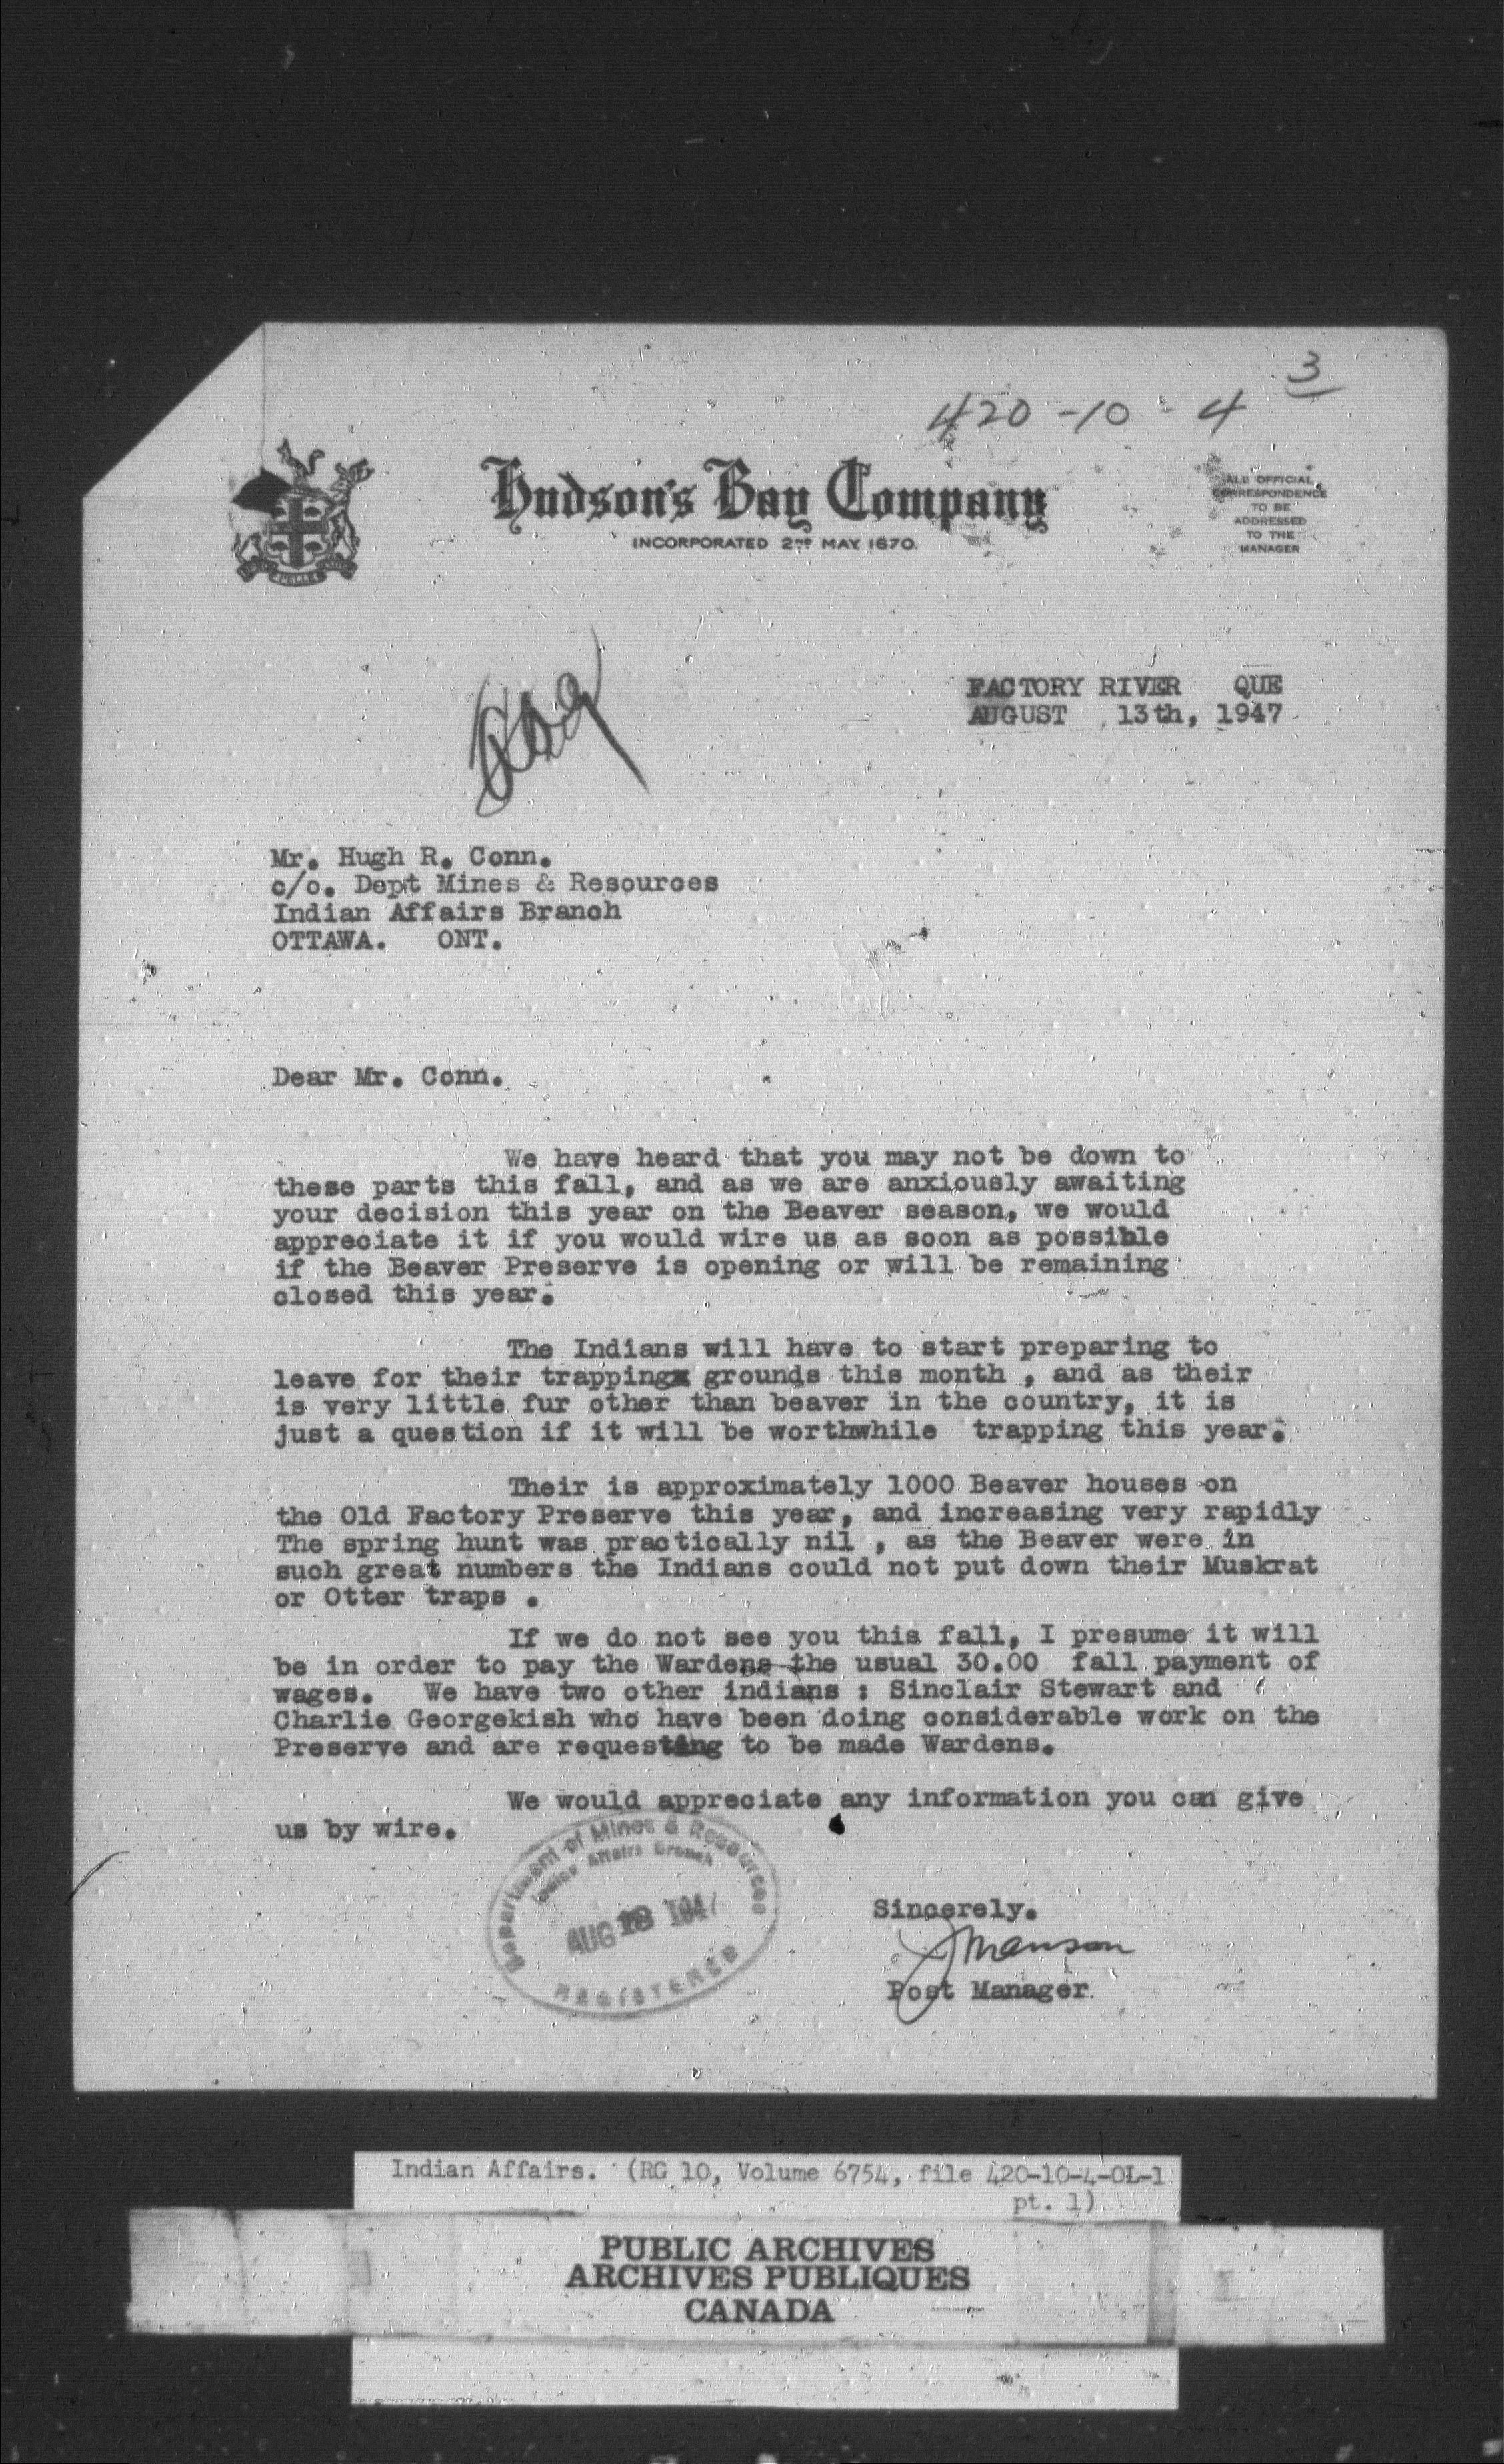 3
420-10-4
Hudson's Bay Company
INCORPORATED 2ND MAY 1670.
ALL OFFICIAL
CORRESPONDENCE
TO BE
ADDRESSED
TO THE
MANAGER
PELLE
FACTORY RIVER QUE
AUGUST 13th, 1947
Mr. Hugh R. Conn.
c/o. Dept Mines & Resources
Indian Affairs Branch
OTTAWA. ONT.
Dear Mr. Conn.
We have heard that you may not be down to
these parts this fall, and as we are anxiously awaiting
your decision this year on the Beaver season, we would
appreciate it if you would wire us as soon as possible
if the Beaver Preserve is opening or will be remaining
closed this year.
The Indians will have to start preparing to
leave for their trapping grounds this month , and as their
is very little fur other than beaver in the country, it is
just a question if it will be worthwhile trapping this year.
Their is approximately 1000 Beaver houses on
the Old Factory Preserve this year, and increasing very rapidly
The spring hunt was practically nil , as the Beaver were in
such great numbers the Indians could not put down their Muskrat
or Otter traps .
If we do not see you this fall, I presume it will
be in order to pay the Wardens the usual 30.00 fall payment of
wages. We have two other indians : Sinclair Stewart and
Charlie Georgekish who have been doing considerable work on the
Preserve and are requesting to be made Wardens.
We would appreciate any information you can give
us by wire.
Department of Mines & Resources
Indian Affairs Branch
AUG 18 1947
REGISTERED
Sincerely.
J Manson
Post Manager.
Indian Affairs. (RG 10, Volume 6754, file 420-10-4-OL-1
pt. 1)
PUBLIC ARCHIVES
ARCHIVES PUBLIQUES
CANADA